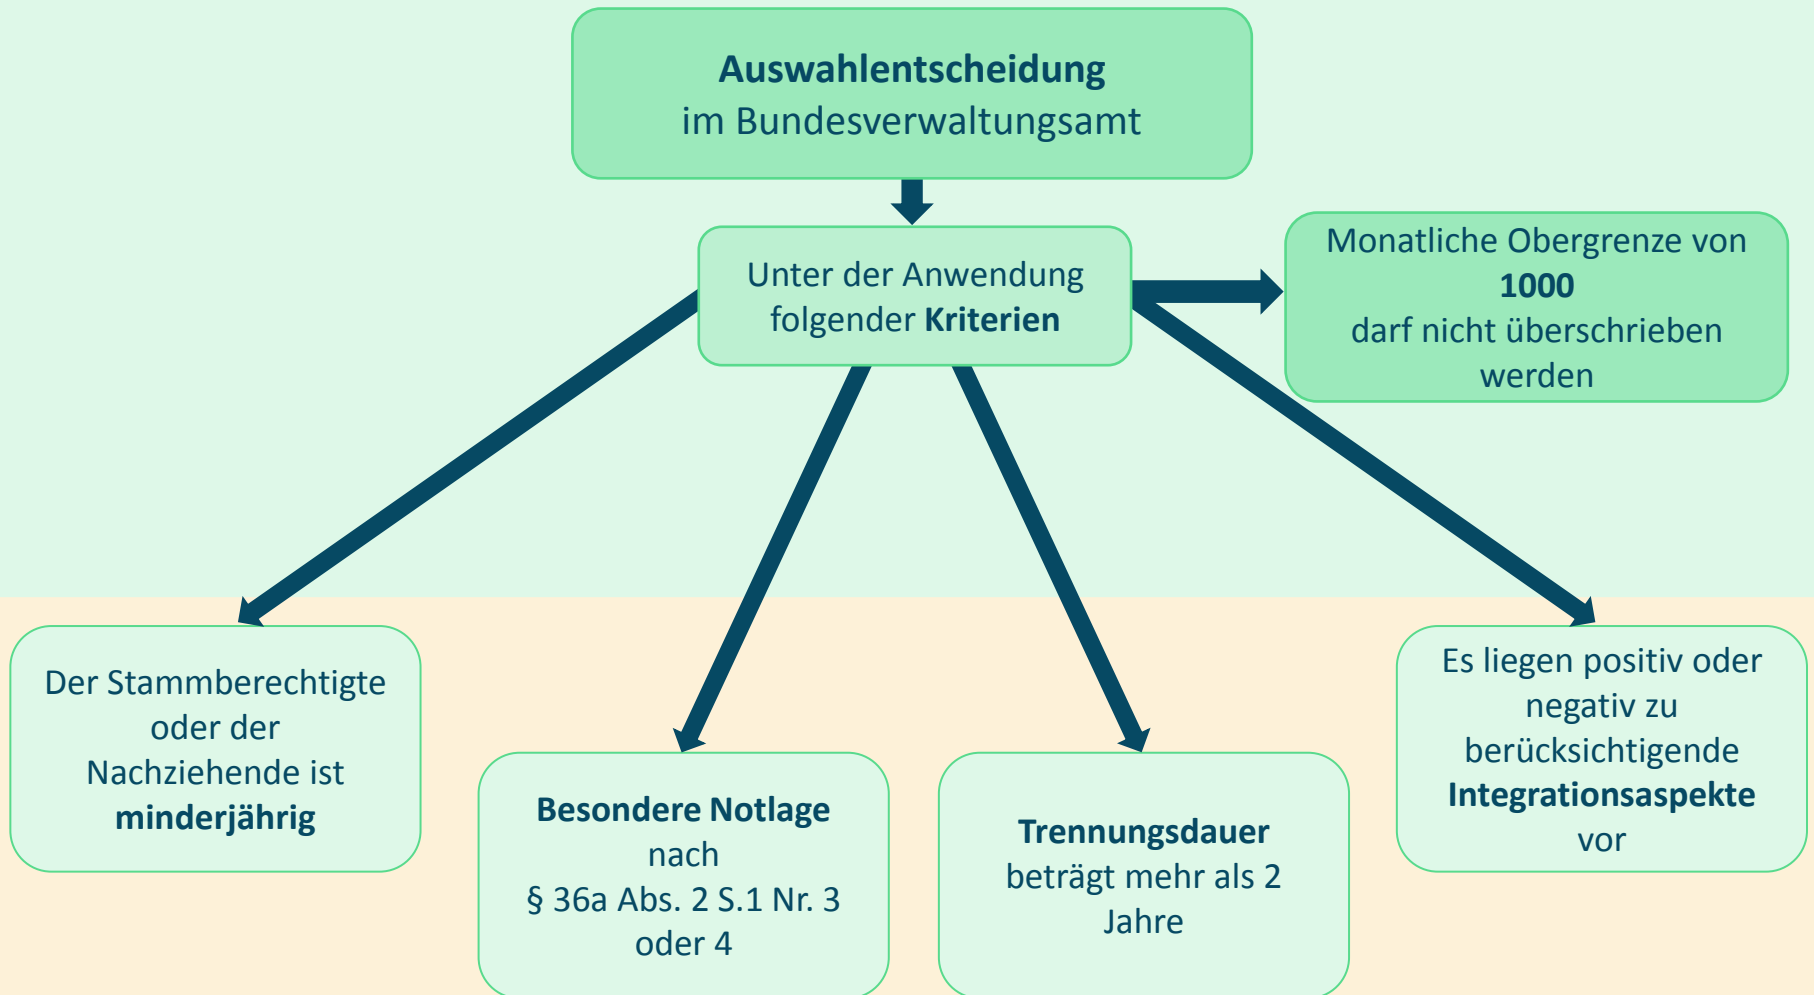 Auswahlentscheidung
im Bundesverwaltungsamt
Unter der Anwendung
folgender Kriterien
Monatliche Obergrenze von
1000
darf nicht überschrieben
werden
Der Stammberechtigte
oder der
Nachziehende ist
minderjährig
Besondere Notlage
nach
§ 36a Abs. 2 S.1 Nr. 3
oder 4
Trennungsdauer
beträgt mehr als 2
Jahre
Es liegen positiv oder
negativ zu
berücksichtigende
Integrationsaspekte
vor